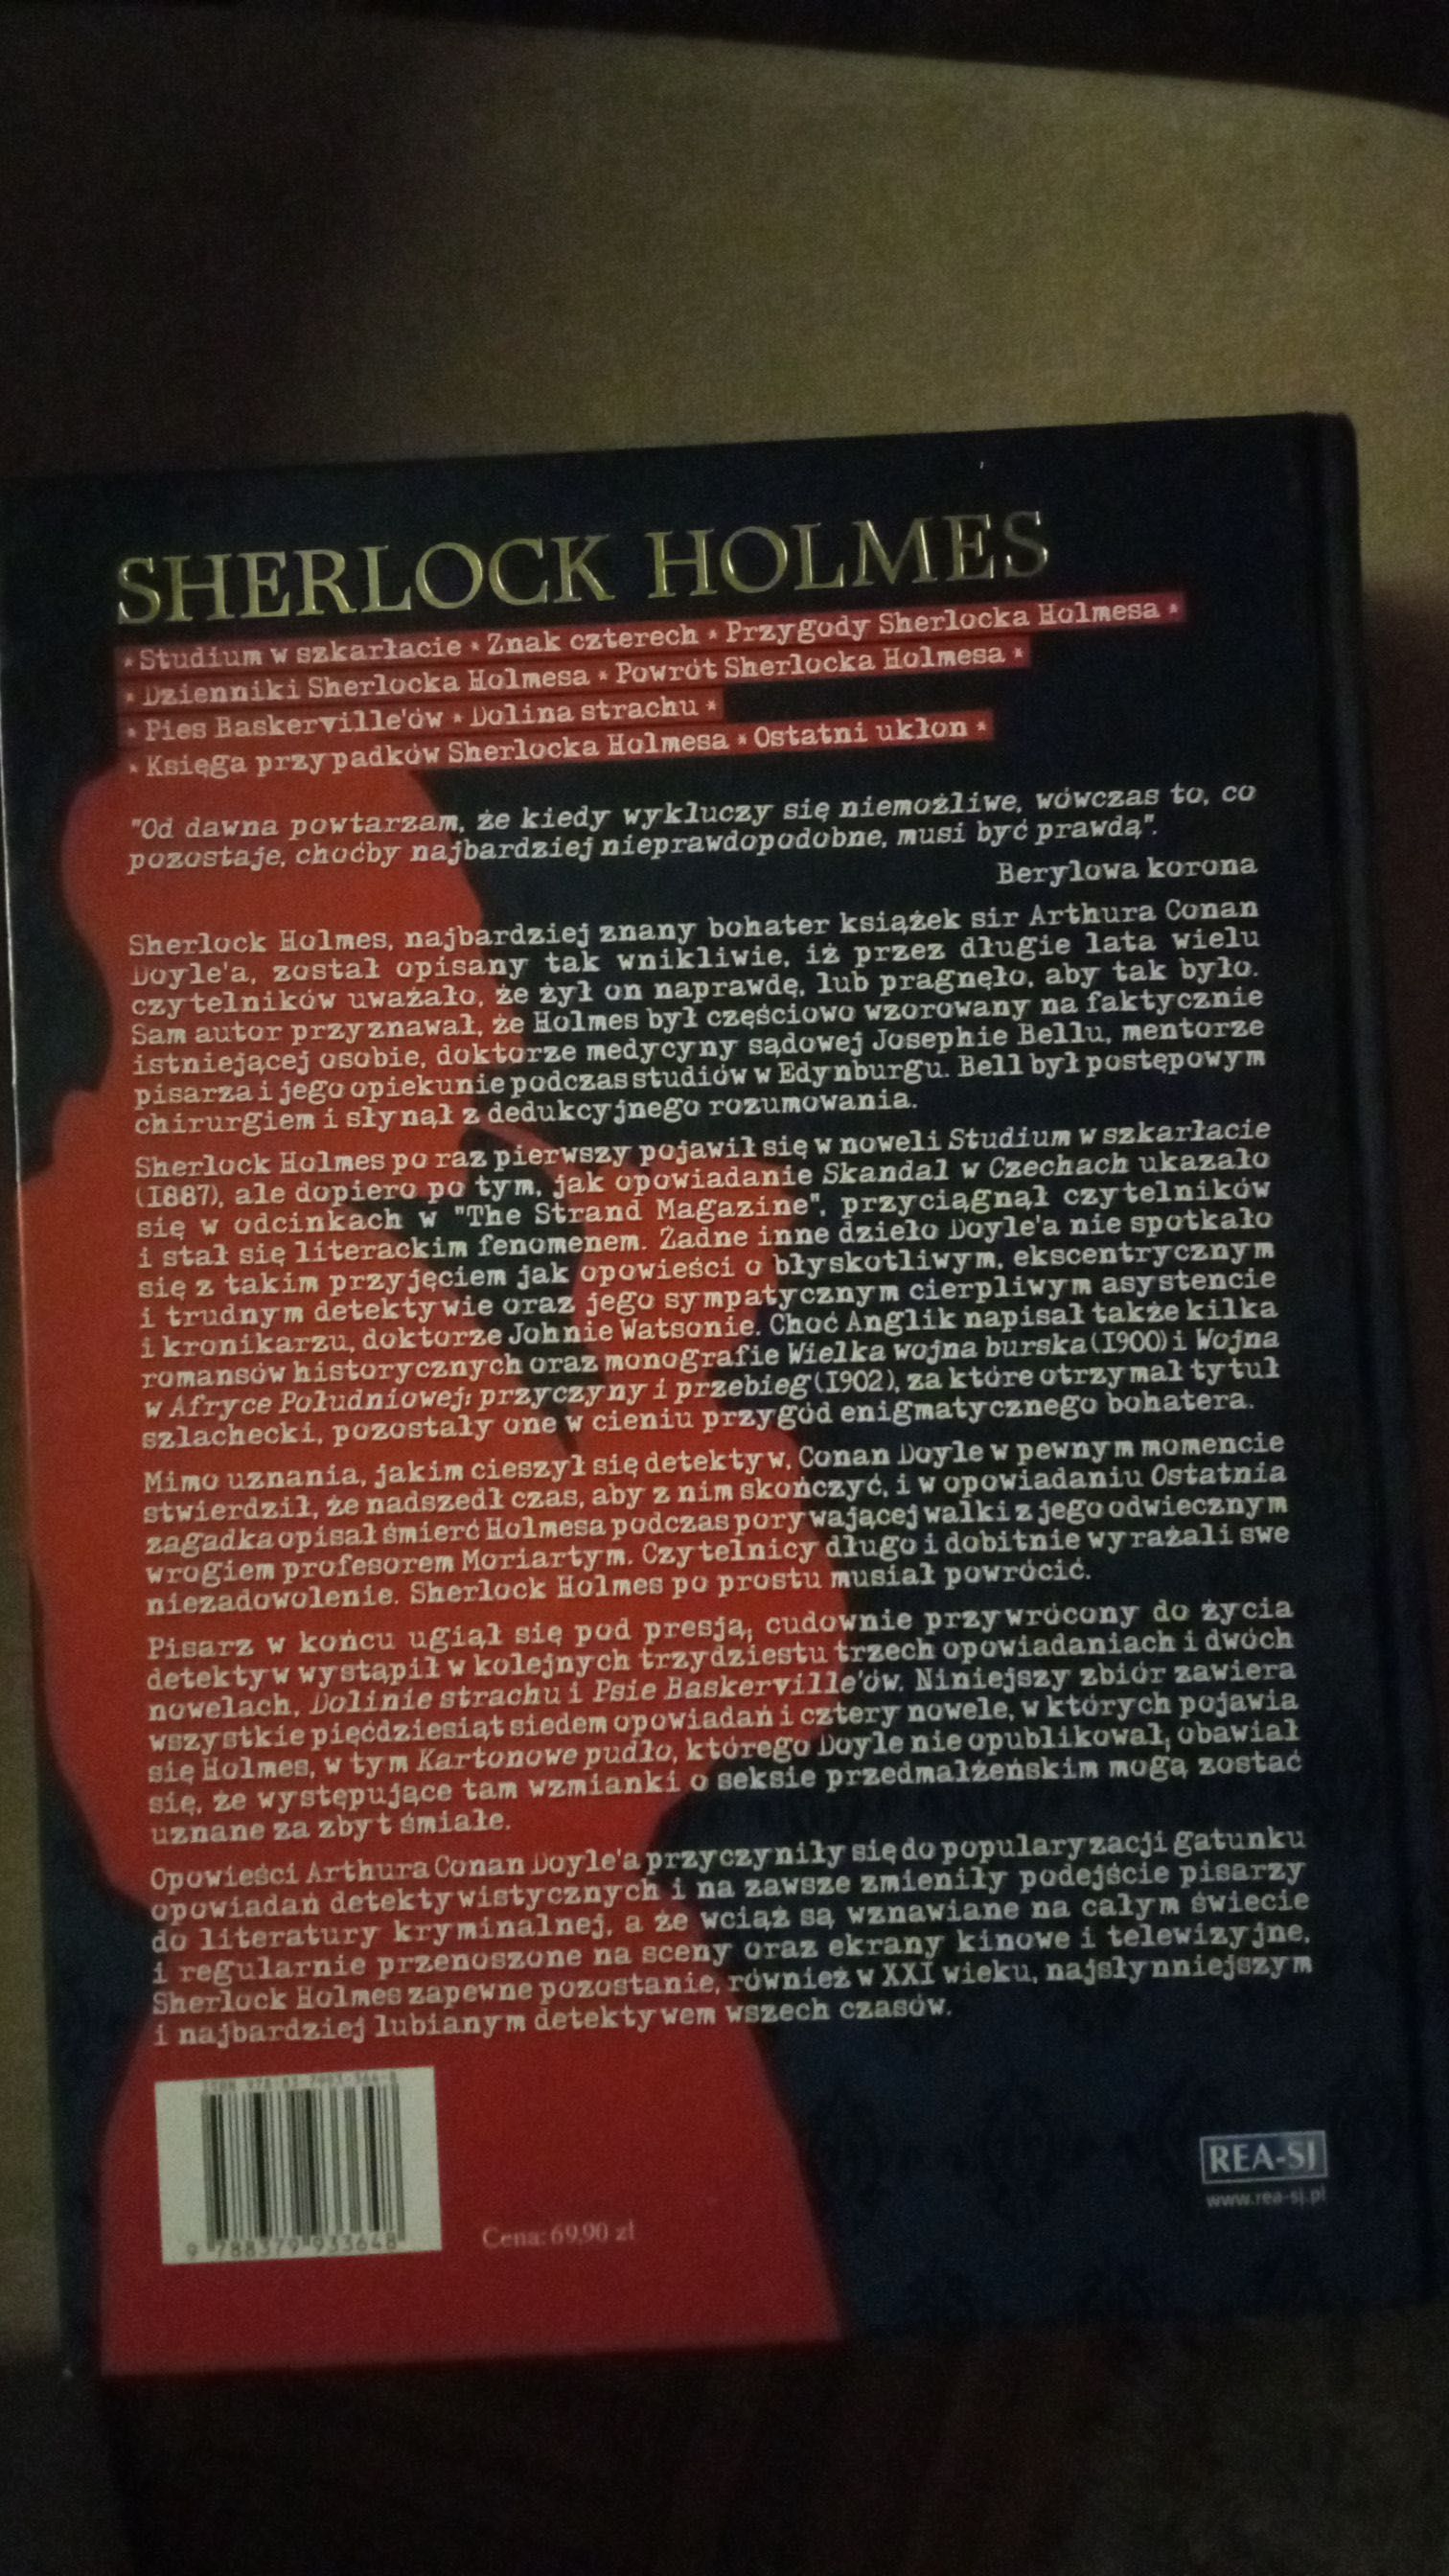 SHERLOCK HOLMES
* Studium w szkarłacie * Znak czterech * Przygody Sherlocka Holmesa *
* Dzienniki Sherlocka Holmesa * Powrót Sherlocka Holmesa *
* Pies Baskerville'ów * Dolina strachu *
* Księga przypadków Sherlocka Holmesa * Ostatni ukłon *
"Od dawna powtarzam, że kiedy wykluczy się niemożliwe, wówczas to, co
pozostaje, choćby najbardziej nieprawdopodobne, musi być prawdą".
Berylowa korona
Sherlock Holmes, najbardziej znany bohater książek sir Arthura Conan
Doyle'a, został opisany tak wnikliwie, iż przez długie lata wielu
czytelników uważało, że żył on naprawdę, lub pragnęło, aby tak było.
Sam autor przyznawał, że Holmes był częściowo wzorowany na faktycznie
istniejącej osobie, doktorze medycyny sądowej Josephie Bellu, mentorze
pisarza i jego opiekunie podczas studiów w Edynburgu. Bell był postępowym
chirurgiem i słynął z dedukcyjnego rozumowania.
Sherlock Holmes po raz pierwszy pojawił się w noweli Studium w szkarłacie
(1887), ale dopiero po tym, jak opowiadanie Skandal w Czechach ukazało
się w odcinkach w "The Strand Magazine", przyciągnął czytelników
i stał się literackim fenomenem. Żadne inne dzieło Doyle'a nie spotkało
się z takim przyjęciem jak opowieści o błyskotliwym, ekscentrycznym
i trudnym detektywie oraz jego sympatycznym cierpliwym asystencie
i kronikarzu, doktorze Johnie Watsonie. Choć Anglik napisał także kilka
romansów historycznych oraz monografie Wielka wojna burska (1900) i Wojna
w Afryce Południowej: przyczyny i przebieg (1902), za które otrzymał tytuł
szlachecki, pozostały one w cieniu przygód enigmatycznego bohatera.
Mimo uznania, jakim cieszył się detektyw, Conan Doyle w pewnym momencie
stwierdził, że nadszedł czas, aby z nim skończyć, i w opowiadaniu Ostatnia
zagadka opisał śmierć Holmesa podczas porywającej walki z jego odwiecznym
wrogiem profesorem Moriartym. Czytelnicy długo i dobitnie wyrażali swe
niezadowolenie. Sherlock Holmes po prostu musiał powrócić.
Pisarz w końcu ugiął się pod presją; cudownie przywrócony do życia
detektyw wystąpił w kolejnych trzydziestu trzech opowiadaniach i dwóch
nowelach, Dolinie strachu i Psie Baskerville'ów. Niniejszy zbiór zawiera
wszystkie pięćdziesiąt siedem opowiadań i cztery nowele, w których pojawia
się Holmes, w tym Kartonowe pudło, którego Doyle nie opublikował; obawiał
się, że występujące tam wzmianki o seksie przedmałżeńskim mogą zostać
uznane za zbyt śmiałe.
Opowieści Arthura Conan Doyle'a przyczyniły się do popularyzacji gatunku
opowiadań detektywistycznych i na zawsze zmieniły podejście pisarzy
do literatury kryminalnej, a że wciąż są wznawiane na całym świecie
i regularnie przenoszone na sceny oraz ekrany kinowe i telewizyjne,
Sherlock Holmes zapewne pozostanie, również w XXI wieku, najsłynniejszym
i najbardziej lubianym detektywem wszech czasów.
9 788379 933648
Cena: 69,90 zł
REA-SJ
www.rea-sj.pl